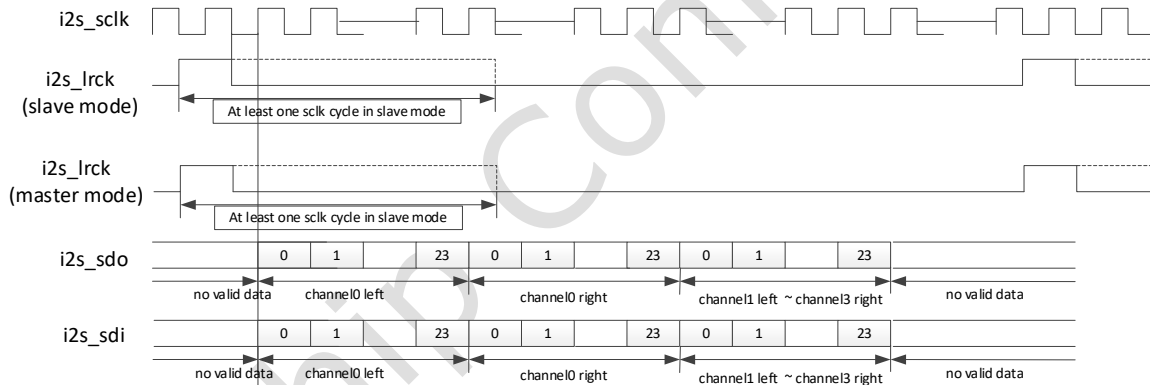 i2s_sclk
i2s_lrck
(slave mode)
At least one sclk cycle in slave mode
i2s_lrck
(master mode)
At least one sclk cycle in slave mode
i2s_sdo
0 1 23 0 1 23 0 1 23
no valid data channel0 left channel0 right channel1 left ~ channel3 right no valid data
i2s_sdi
0 1 23 0 1 23 0 1 23
no valid data channel0 left channel0 right channel1 left ~ channel3 right no valid data